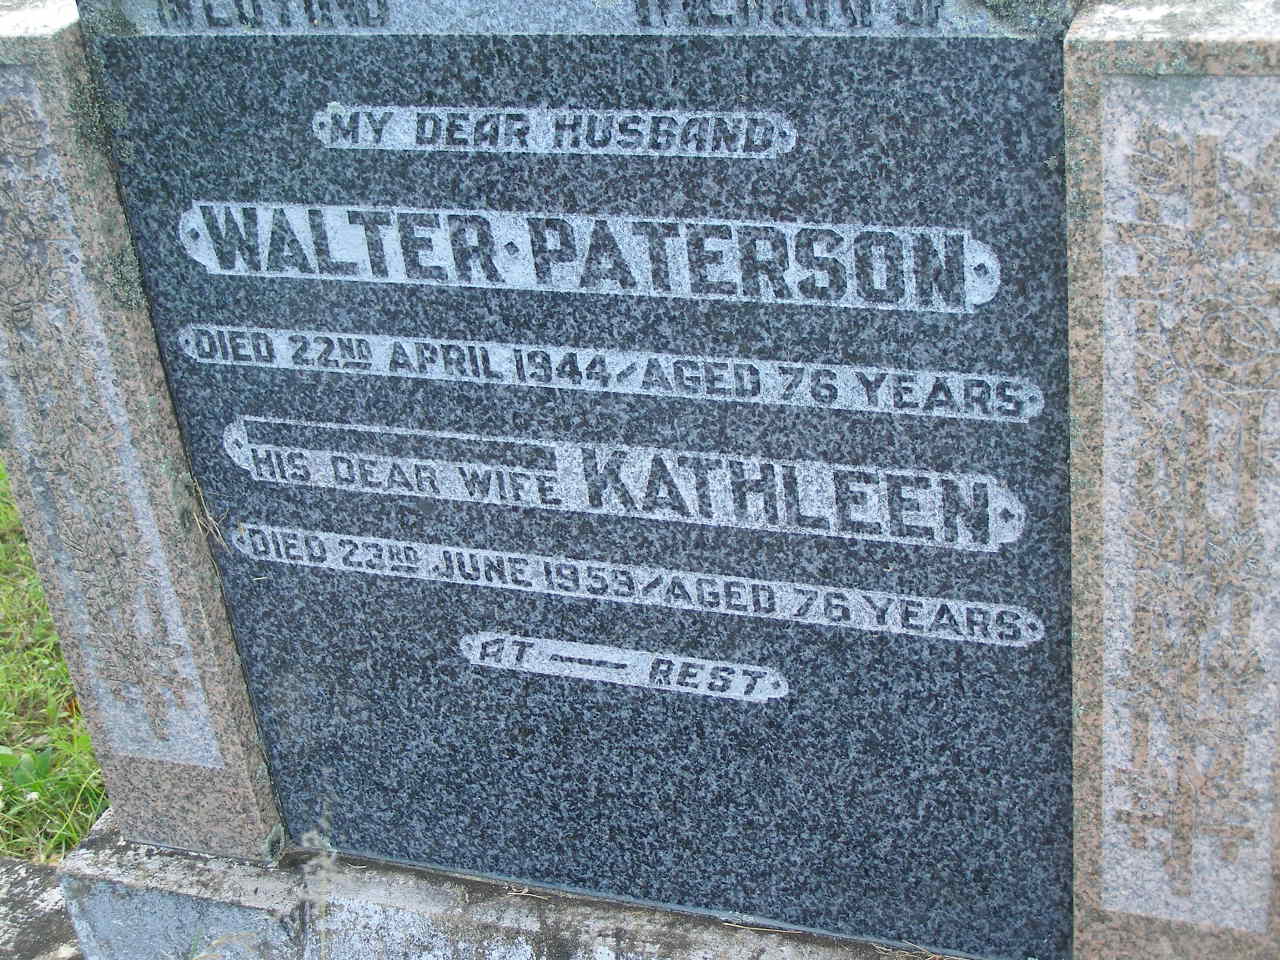 MY DEAR HUSBAND
WALTER·PATERSON
DIED 22ND APRIL 1944/AGED 76 YEARS
HIS DEAR WIFE KATHLEEN
DIED 23RD JUNE 1959/AGED 76 YEARS
AT — REST